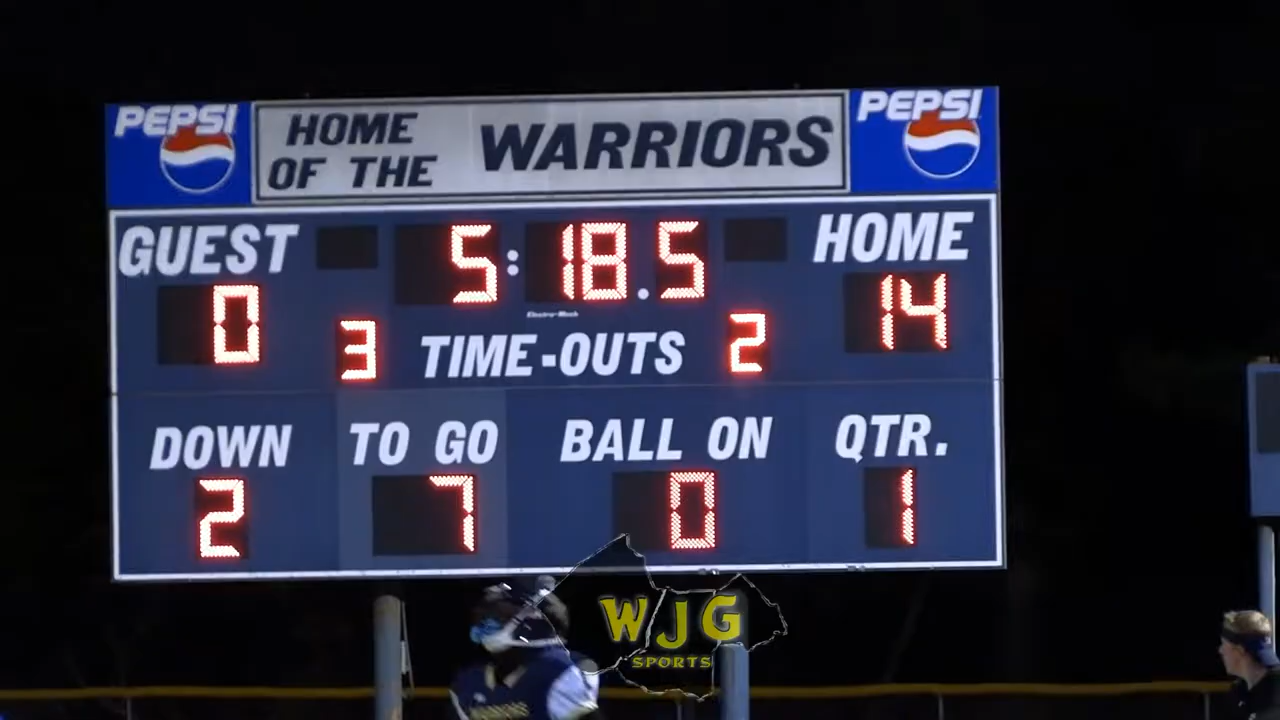 PEPSI
HOME
OF THE
WARRIORS
PEPSI
GUEST
5:18.5
HOME
0
14
3
TIME-OUTS
2
DOWN
TO GO
BALL ON
QTR.
2
7
0
1
WJG
SPORTS